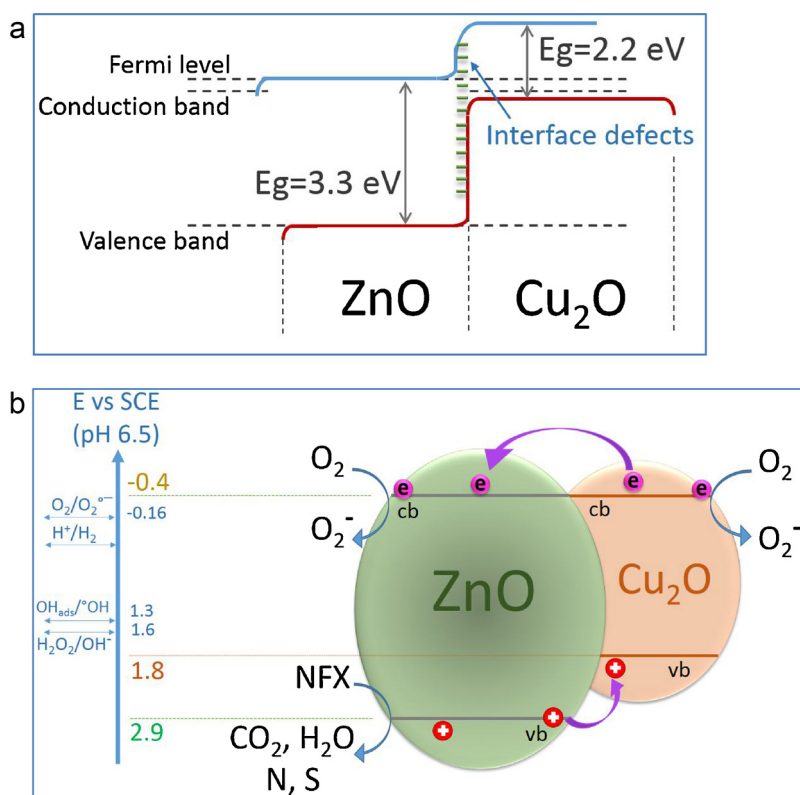 a
Fermi level
Conduction band
Eg=2.2 eV
Interface defects
Eg=3.3 eV
Valence band
ZnO
Cu₂O
b
E vs SCE
(pH 6.5)
-0.4
O₂/O₂°⁻
-0.16
H⁺/H₂
OHads/°OH
1.3
1.6
H₂O₂/OH⁻
1.8
2.9
O₂
O₂⁻
e
e
e
e
cb
cb
O₂
O₂⁻
ZnO
Cu₂O
vb
NFX
vb
CO₂, H₂O
N, S